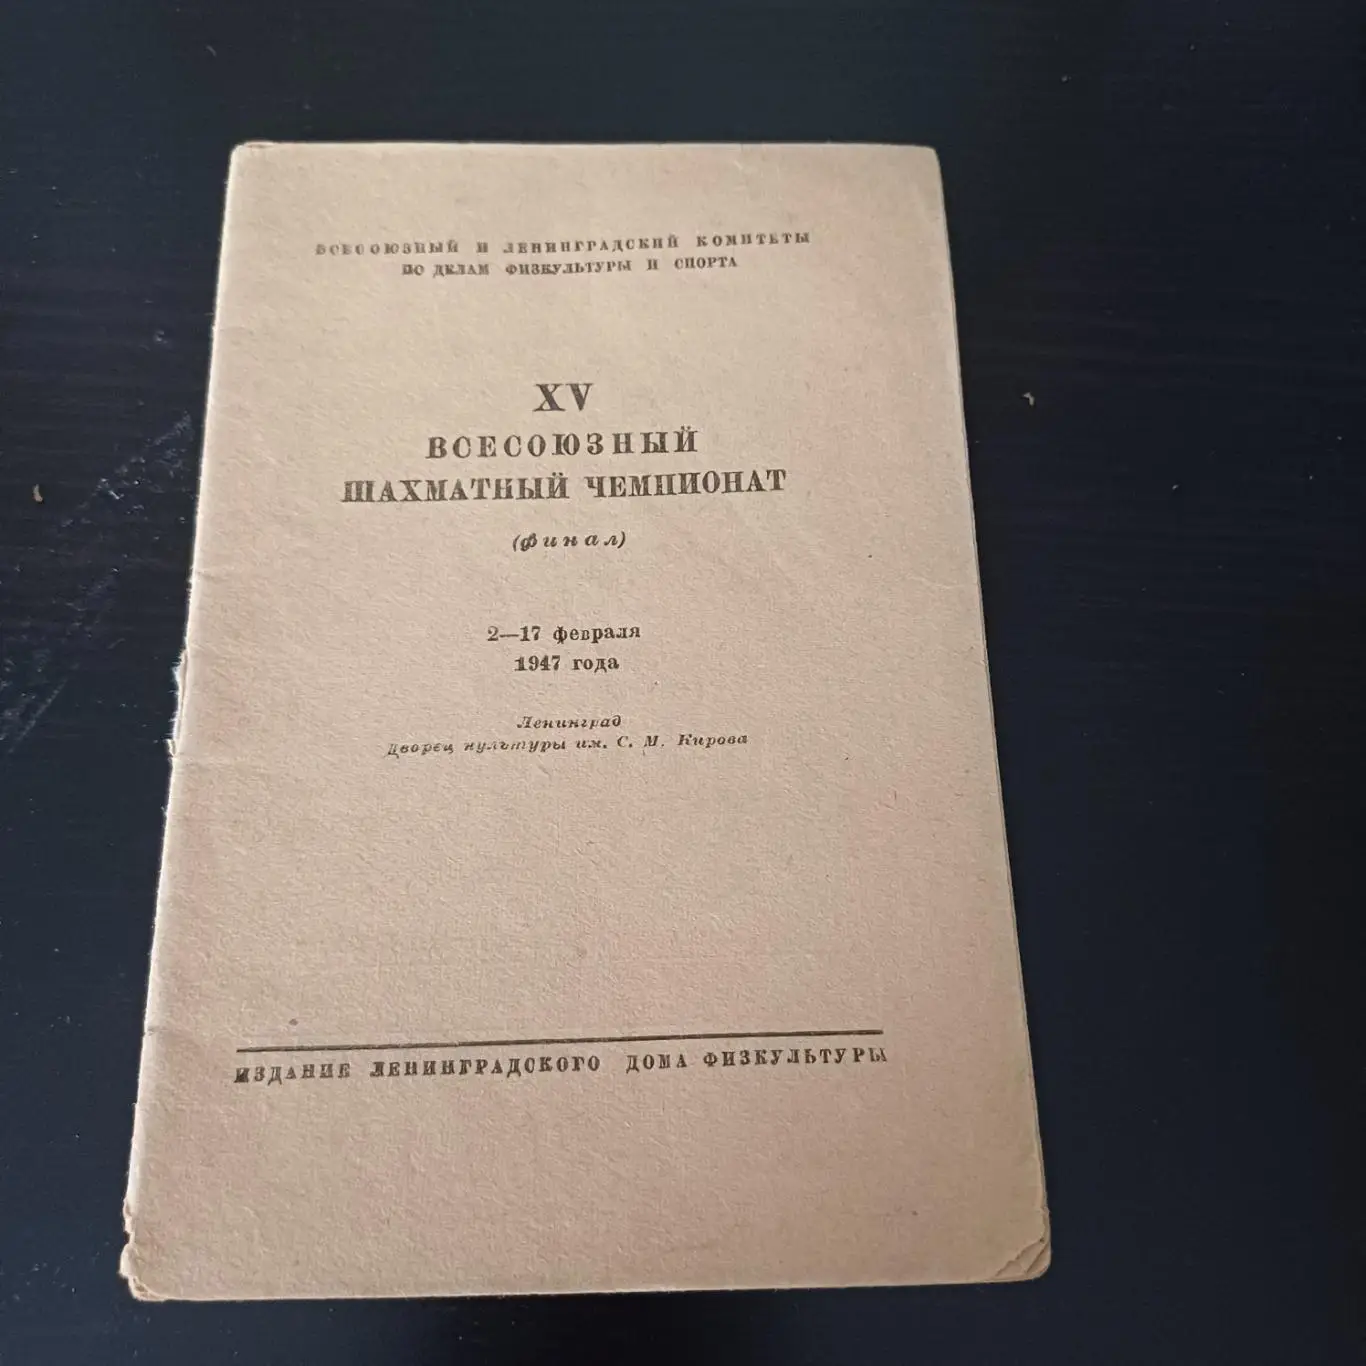 ВСЕСОЮЗНЫЙ И ЛЕНИНГРАДСКИЙ КОМИТЕТЫ
ПО ДЕЛАМ ФИЗКУЛЬТУРЫ И СПОРТА
XV
ВСЕСОЮЗНЫЙ
ШАХМАТНЫЙ ЧЕМПИОНАТ
(финал)
2—17 февраля
1947 года
Ленинград
Дворец культуры им. С. М. Кирова
ИЗДАНИЕ ЛЕНИНГРАДСКОГО ДОМА ФИЗКУЛЬТУРЫ